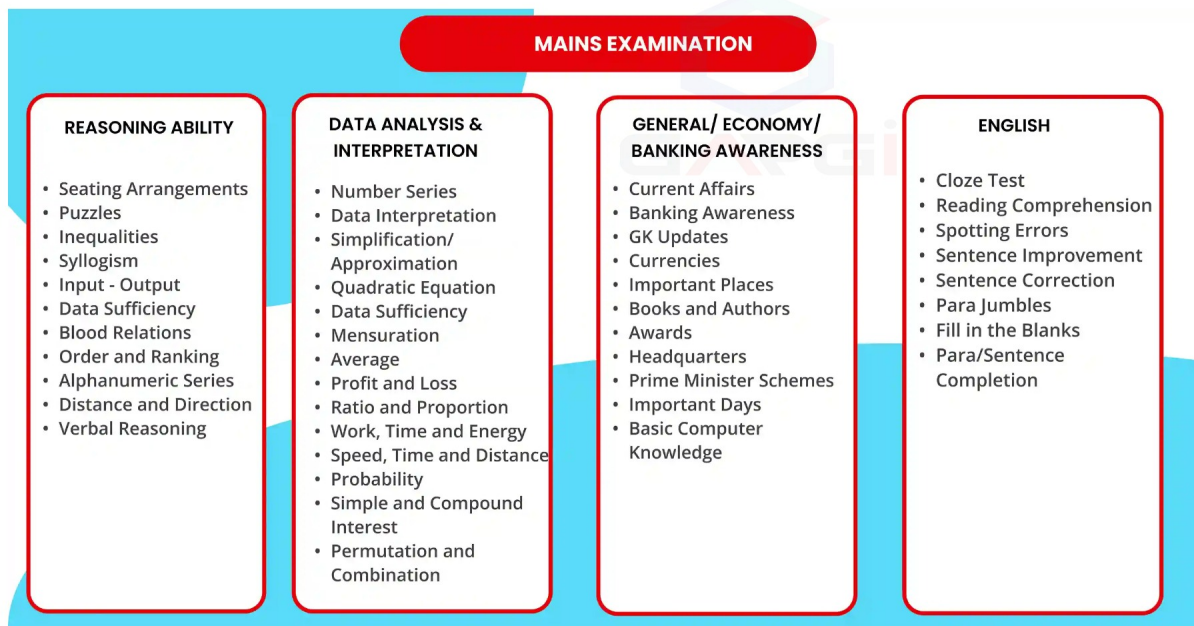 MAINS EXAMINATION
REASONING ABILITY
• Seating Arrangements
• Puzzles
• Inequalities
• Syllogism
• Input - Output
• Data Sufficiency
• Blood Relations
• Order and Ranking
• Alphanumeric Series
• Distance and Direction
• Verbal Reasoning
DATA ANALYSIS &
INTERPRETATION
• Number Series
• Data Interpretation
• Simplification/
Approximation
• Quadratic Equation
• Data Sufficiency
• Mensuration
• Average
• Profit and Loss
• Ratio and Proportion
• Work, Time and Energy
• Speed, Time and Distance
• Probability
• Simple and Compound
Interest
• Permutation and
Combination
GENERAL/ ECONOMY/
BANKING AWARENESS
• Current Affairs
• Banking Awareness
• GK Updates
• Currencies
• Important Places
• Books and Authors
• Awards
• Headquarters
• Prime Minister Schemes
• Important Days
• Basic Computer
Knowledge
ENGLISH
• Cloze Test
• Reading Comprehension
• Spotting Errors
• Sentence Improvement
• Sentence Correction
• Para Jumbles
• Fill in the Blanks
• Para/Sentence
Completion